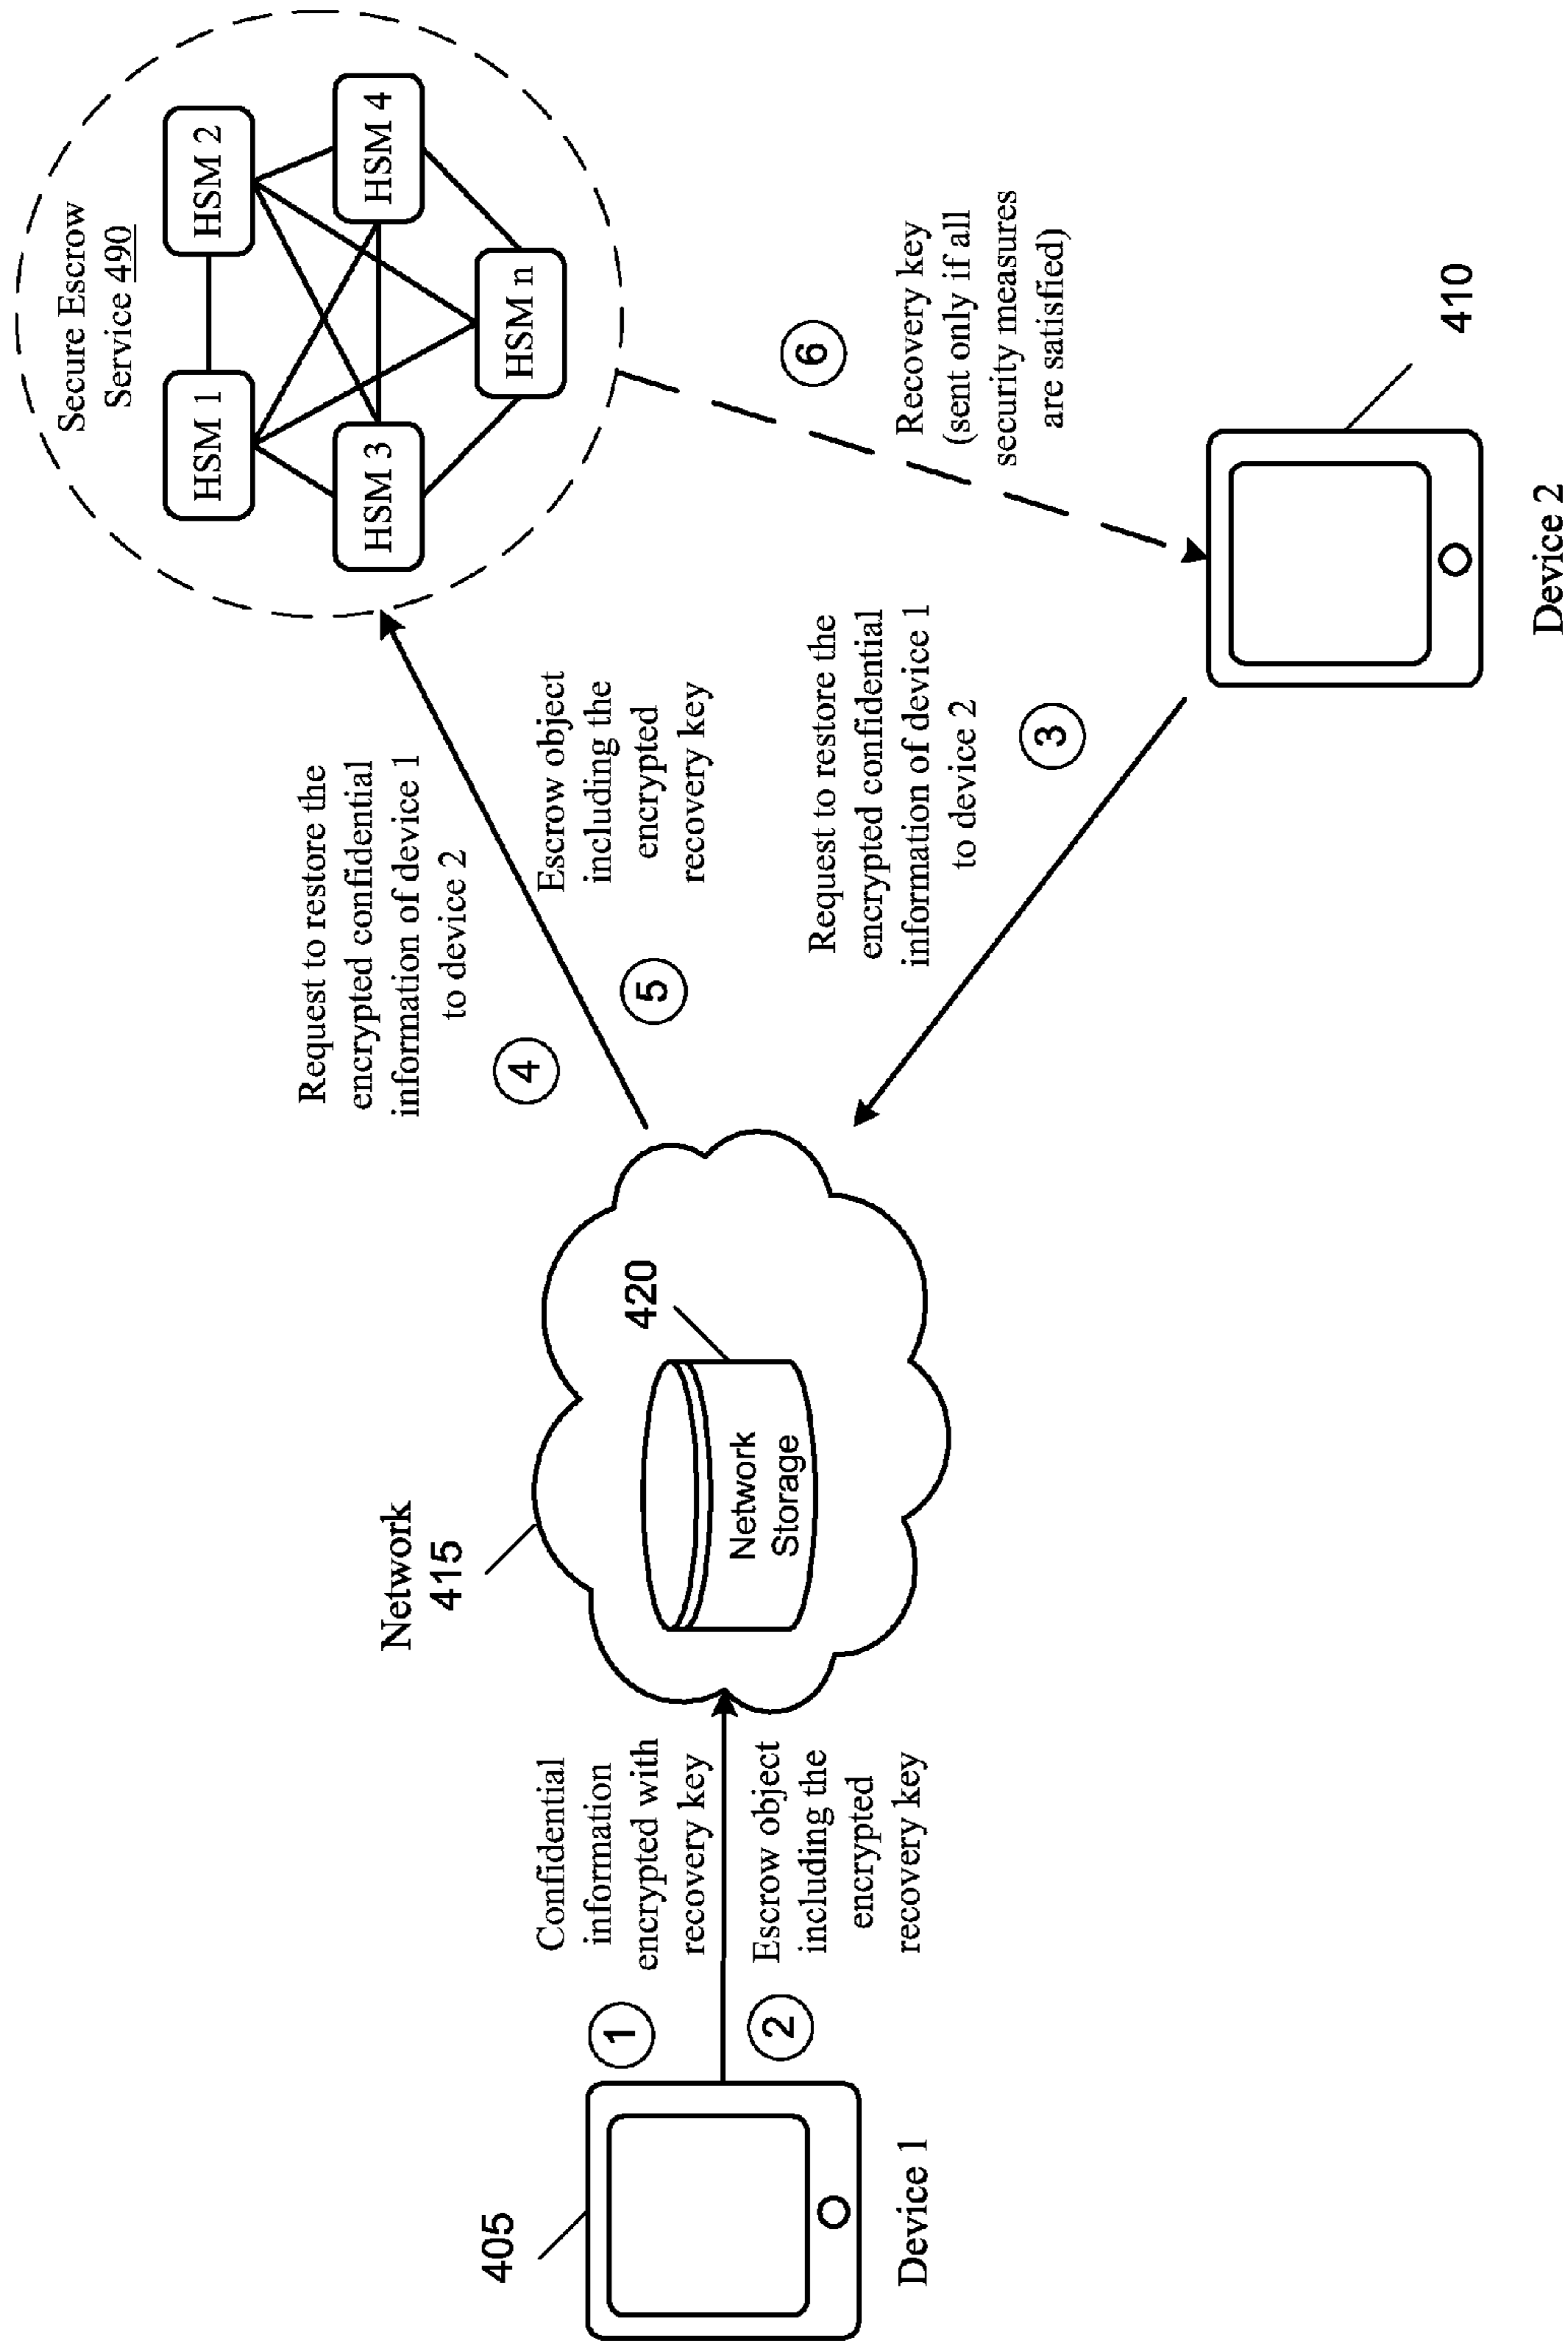 Secure Escrow
Service 490
HSM 1
HSM 2
HSM 3
HSM 4
HSM n
Request to restore the
encrypted confidential
information of device 1
to device 2
4
5
Escrow object
including the
encrypted
recovery key
Network
415
420
Network
Storage
405
Device 1
1
Confidential
information
encrypted with
recovery key
2
Escrow object
including the
encrypted
recovery key
Request to restore the
encrypted confidential
information of device 1
to device 2
3
6
Recovery key
(sent only if all
security measures
are satisfied)
410
Device 2